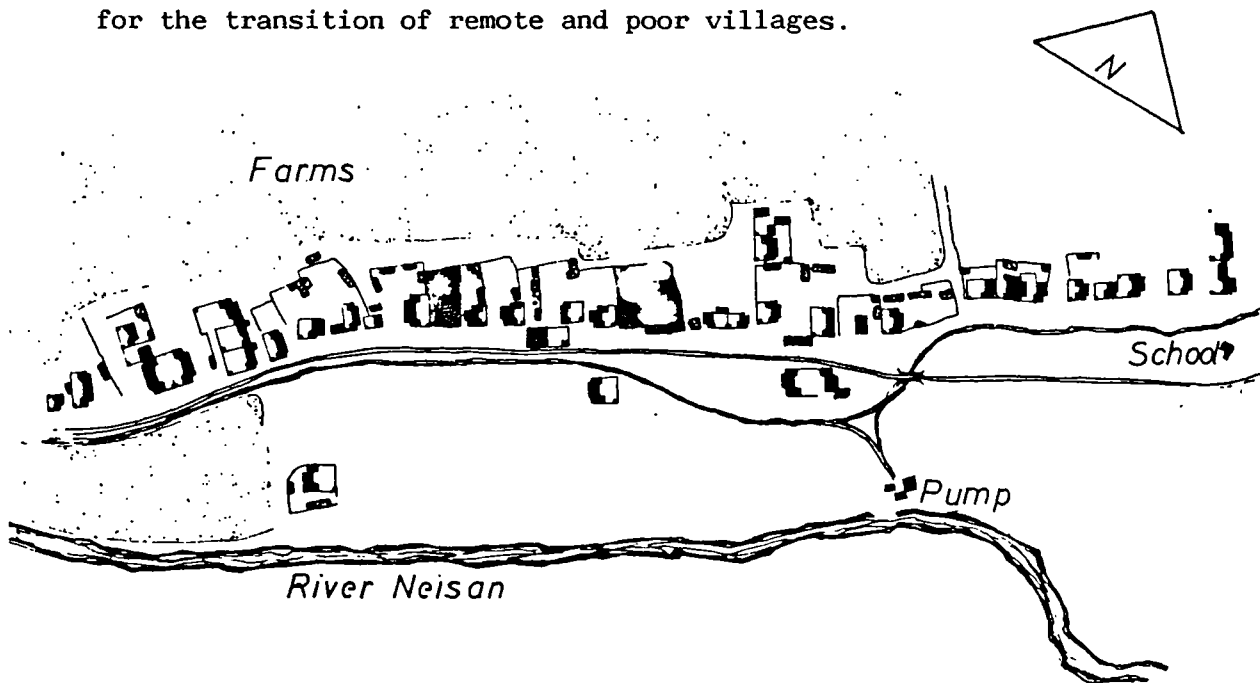 for the transition of remote and poor villages.
N
Farms
School
Pump
River Neisan